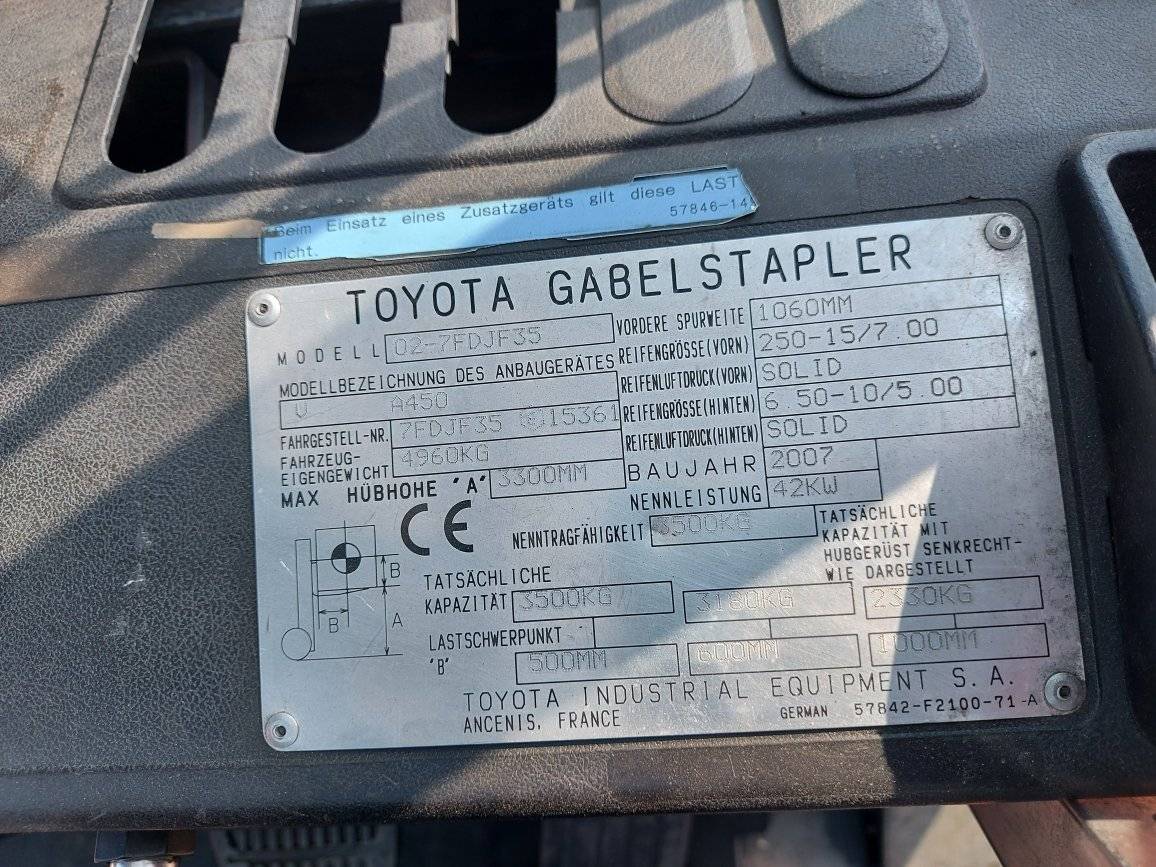 Beim Einsatz eines Zusatzgeräts gilt diese LAST
nicht. 57846-14
TOYOTA GABELSTAPLER
MODELL 02-7FDJF35
MODELLBEZEICHNUNG DES ANBAUGERÄTES
V A450
FAHRGESTELL-NR. 7FDJF35 Ⓔ15361
FAHRZEUG-
EIGENGEWICHT 4960KG
MAX HÜBHOHE "A" 3300MM
VORDERE SPURWEITE 1060MM
REIFENGRÖSSE(VORN) 250-15/7.00
REIFENLUFTDRUCK(VORN) SOLID
REIFENGRÖSSE(HINTEN) 6.50-10/5.00
REIFENLUFTDRUCK(HINTEN) SOLID
BAUJAHR 2007
NENNLEISTUNG 42KW
CE
NENNTRAGFÄHIGKEIT 3500KG
TATSÄCHLICHE
KAPAZITÄT MIT
HUBGERÜST SENKRECHT-
WIE DARGESTELLT
B
B
A
TATSÄCHLICHE
KAPAZITÄT 3500KG 3180KG 2330KG
LASTSCHWERPUNKT
"B" 500MM 600MM 1000MM
TOYOTA INDUSTRIAL EQUIPMENT S.A.
ANCENIS, FRANCE GERMAN 57842-F2100-71-A